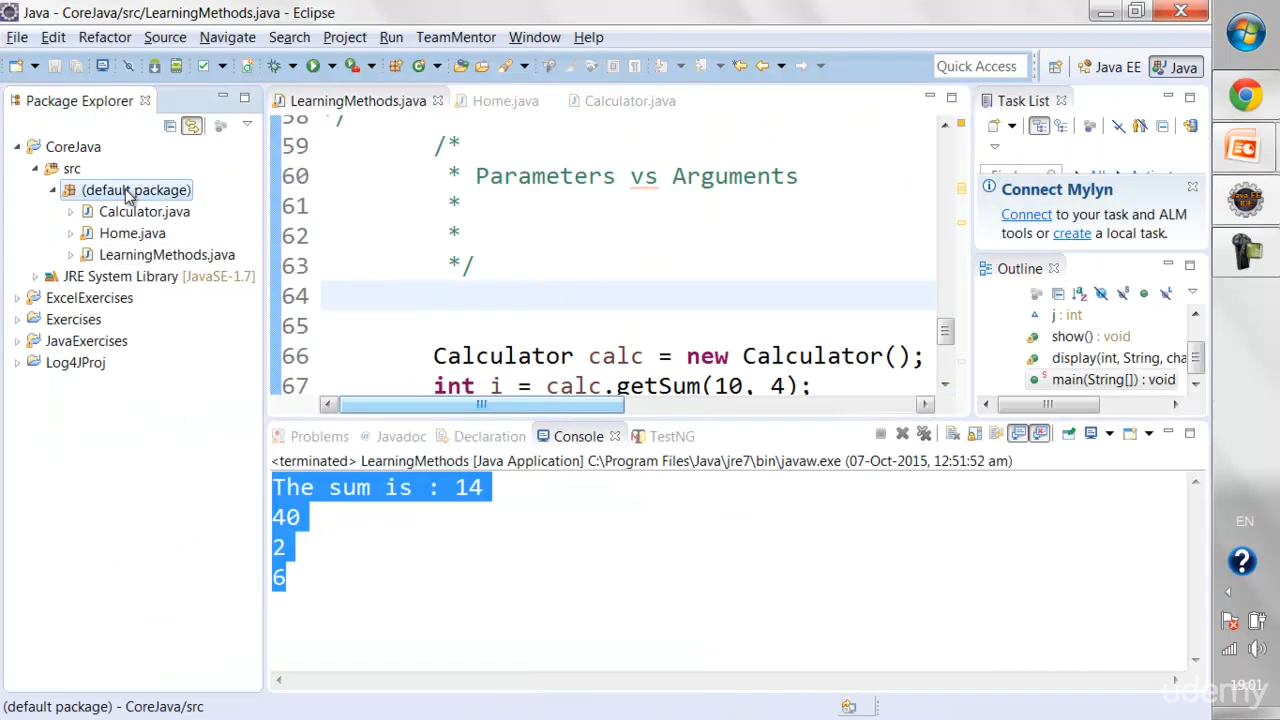 Java - CoreJava/src/LearningMethods.java - Eclipse
File Edit Refactor Source Navigate Search Project Run TeamMentor Window Help
Quick Access
Java EE
Java
Package Explorer
CoreJava
src
(default package)
Calculator.java
Home.java
LearningMethods.java
JRE System Library [JavaSE-1.7]
ExcelExercises
Exercises
JavaExercises
Log4JProj
LearningMethods.java Home.java Calculator.java
58 */
59 /*
60 * Parameters vs Arguments
61 *
62 *
63 */
64
65
66 Calculator calc = new Calculator();
67 int i = calc.getSum(10, 4);
Task List
Connect Mylyn
Connect to your task and ALM
tools or create a local task.
Outline
j : int
show() : void
display(int, String, cha
main(String[]) : void
Problems Javadoc Declaration Console TestNG
<terminated> LearningMethods [Java Application] C:\Program Files\Java\jre7\bin\javaw.exe (07-Oct-2015, 12:51:52 am)
The sum is : 14
40
2
6
(default package) - CoreJava/src
EN
19:01
udemy